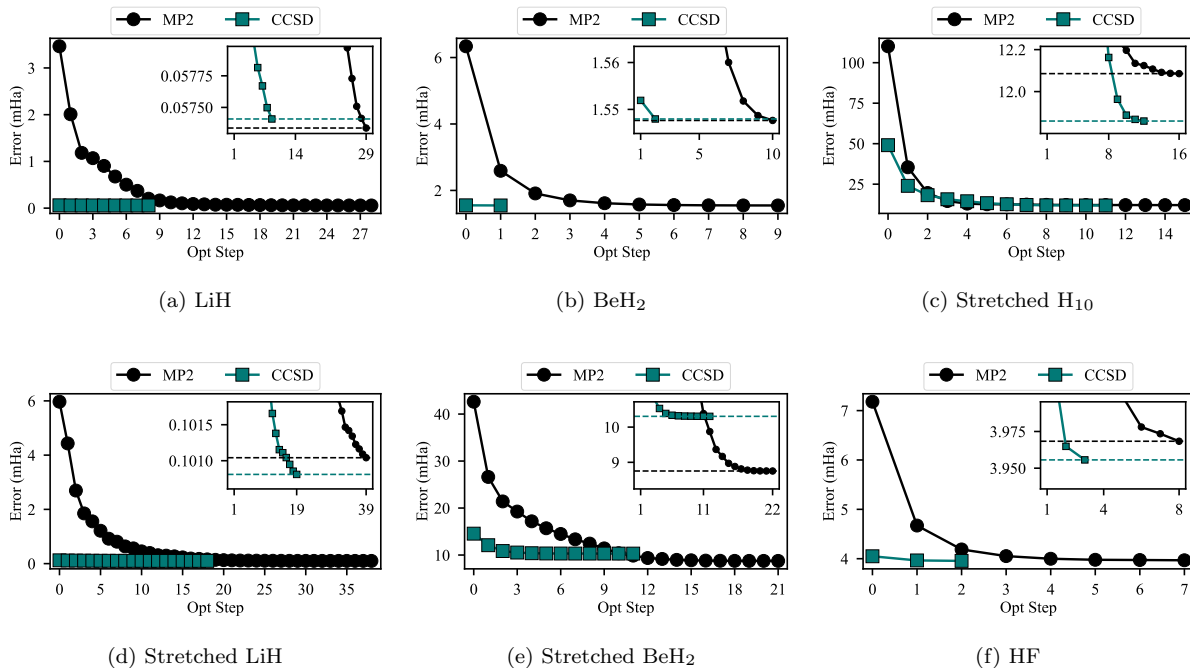 MP2 CCSD
Error (mHa)
3
2
1
0
0.05775
0.05750
1 14 29
0 3 6 9 12 15 18 21 24 27
Opt Step
(a) LiH
MP2 CCSD
Error (mHa)
6
4
2
1.56
1.55
1 5 10
0 1 2 3 4 5 6 7 8 9
Opt Step
(b) BeH₂
MP2 CCSD
Error (mHa)
100
75
50
25
12.2
12.0
1 8 16
0 2 4 6 8 10 12 14
Opt Step
(c) Stretched H₁₀
MP2 CCSD
Error (mHa)
6
4
2
0
0.1015
0.1010
1 19 39
0 5 10 15 20 25 30 35
Opt Step
(d) Stretched LiH
MP2 CCSD
Error (mHa)
40
30
20
10
10
9
1 11 22
0 3 6 9 12 15 18 21
Opt Step
(e) Stretched BeH₂
MP2 CCSD
Error (mHa)
7
6
5
4
3.975
3.950
1 4 8
0 1 2 3 4 5 6 7
Opt Step
(f) HF